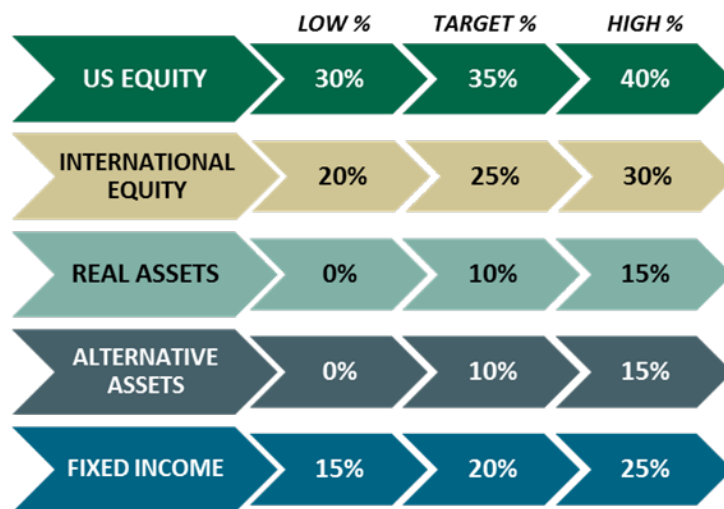 LOW % TARGET % HIGH %
US EQUITY 30% 35% 40%
INTERNATIONAL
EQUITY 20% 25% 30%
REAL ASSETS 0% 10% 15%
ALTERNATIVE
ASSETS 0% 10% 15%
FIXED INCOME 15% 20% 25%